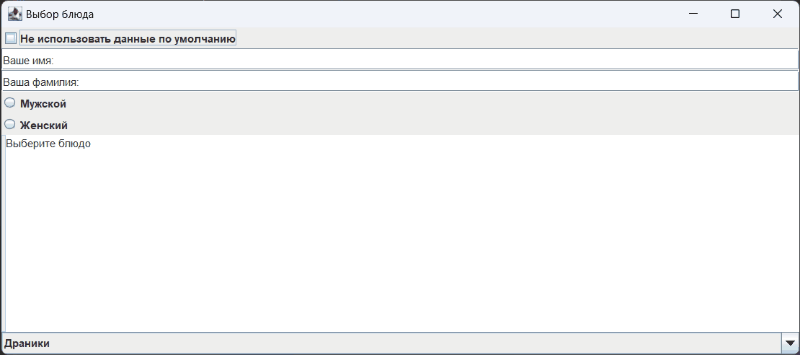 Выбор блюда
Не использовать данные по умолчанию
Ваше имя:
Ваша фамилия:
Мужской
Женский
Выберите блюдо
Драники